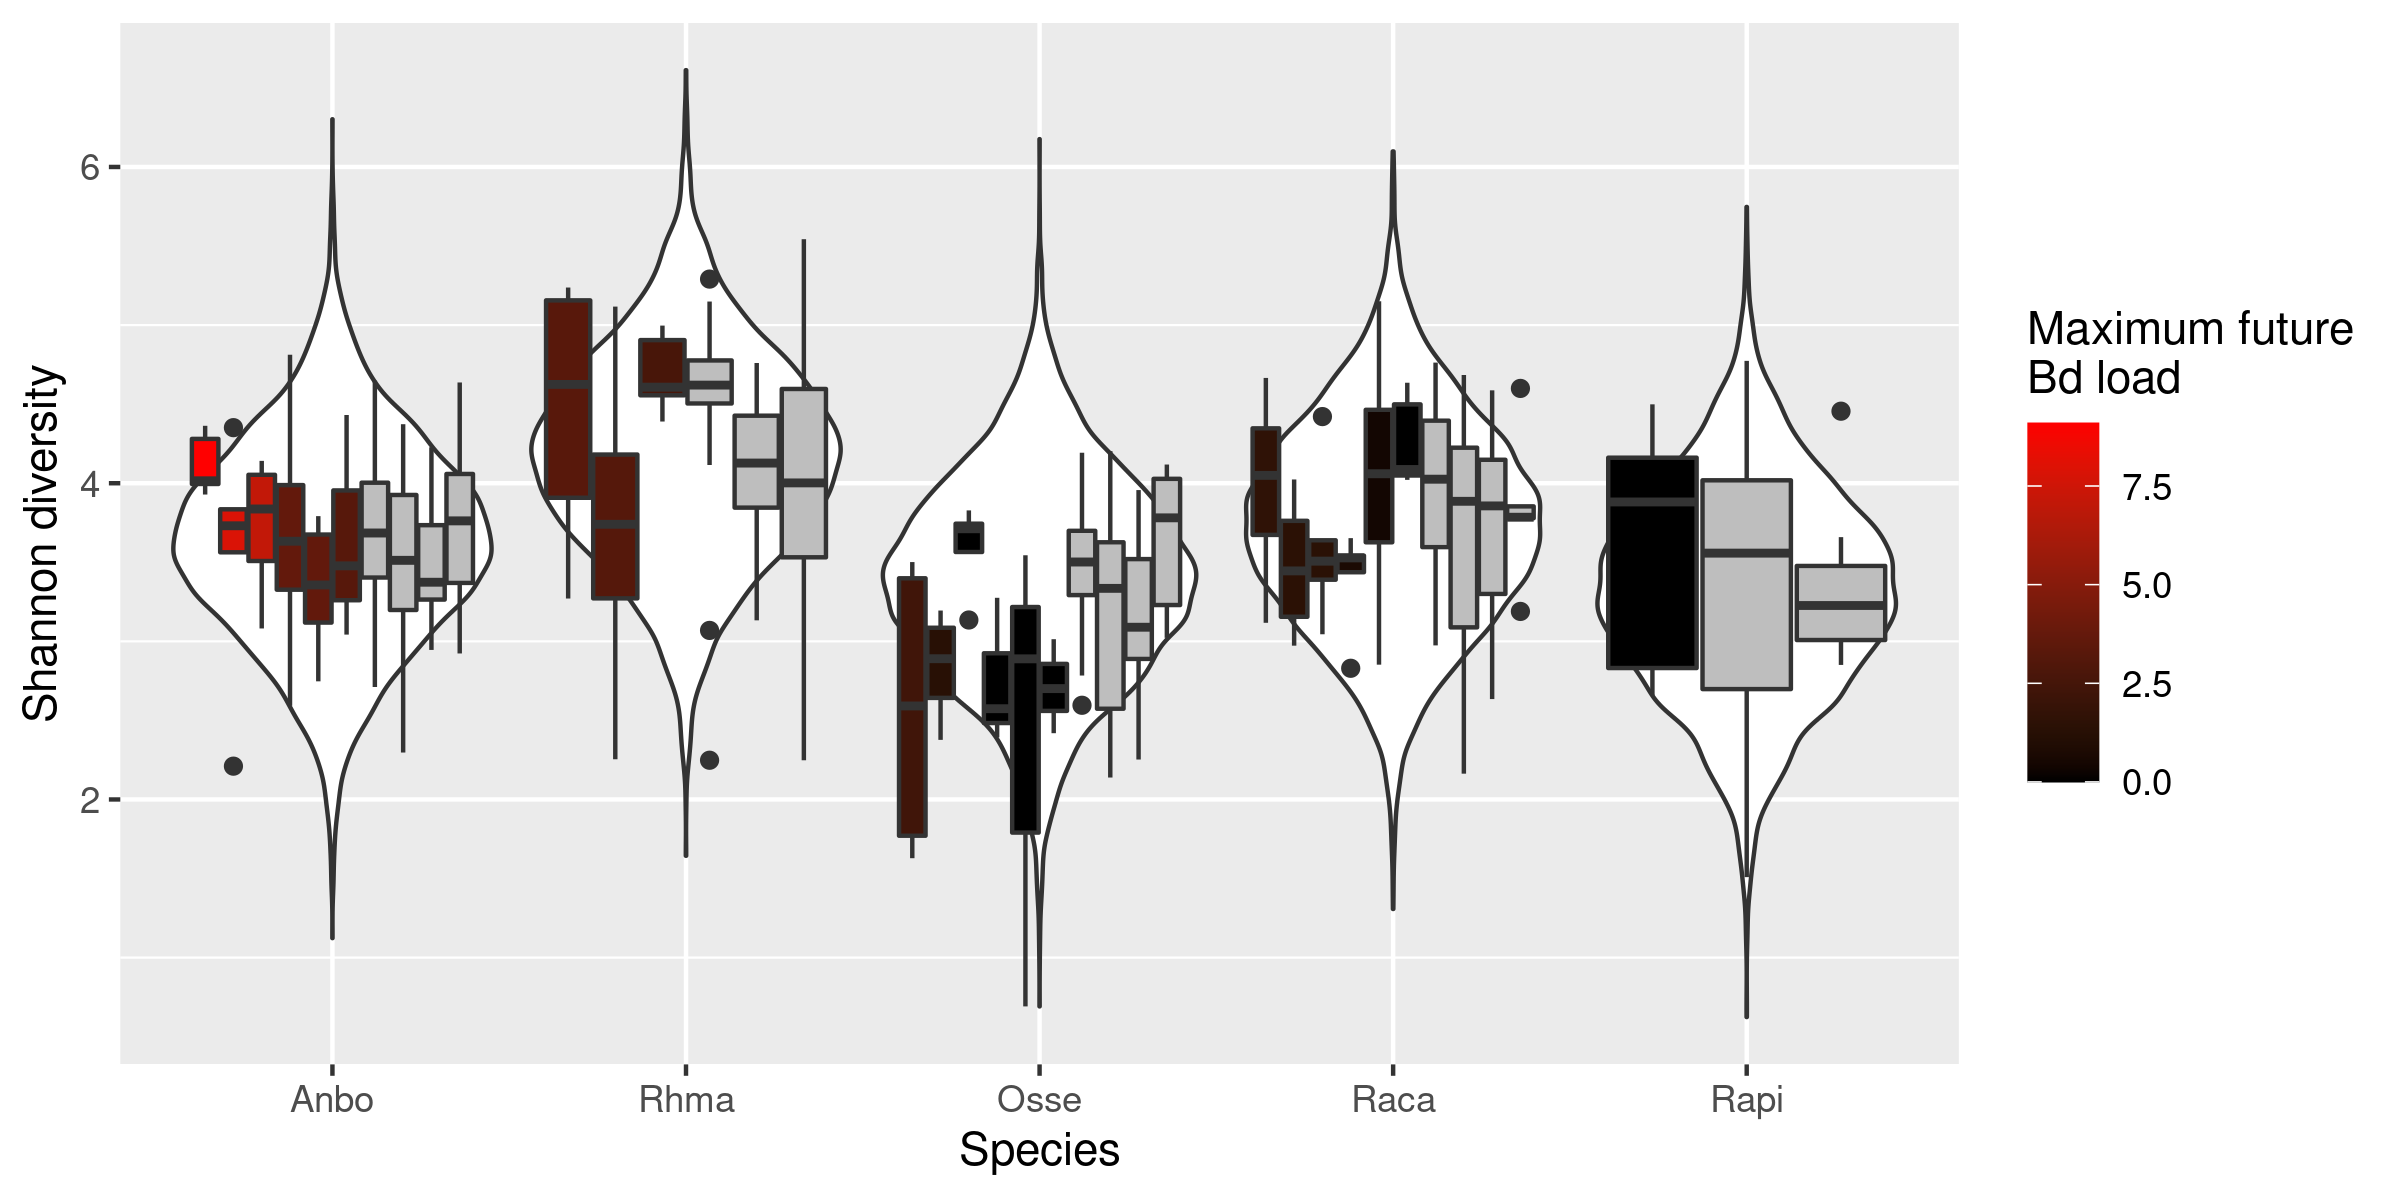 Shannon diversity
6
4
2
Anbo
Rhma
Osse
Raca
Rapi
Species
Maximum future
Bd load
7.5
5.0
2.5
0.0